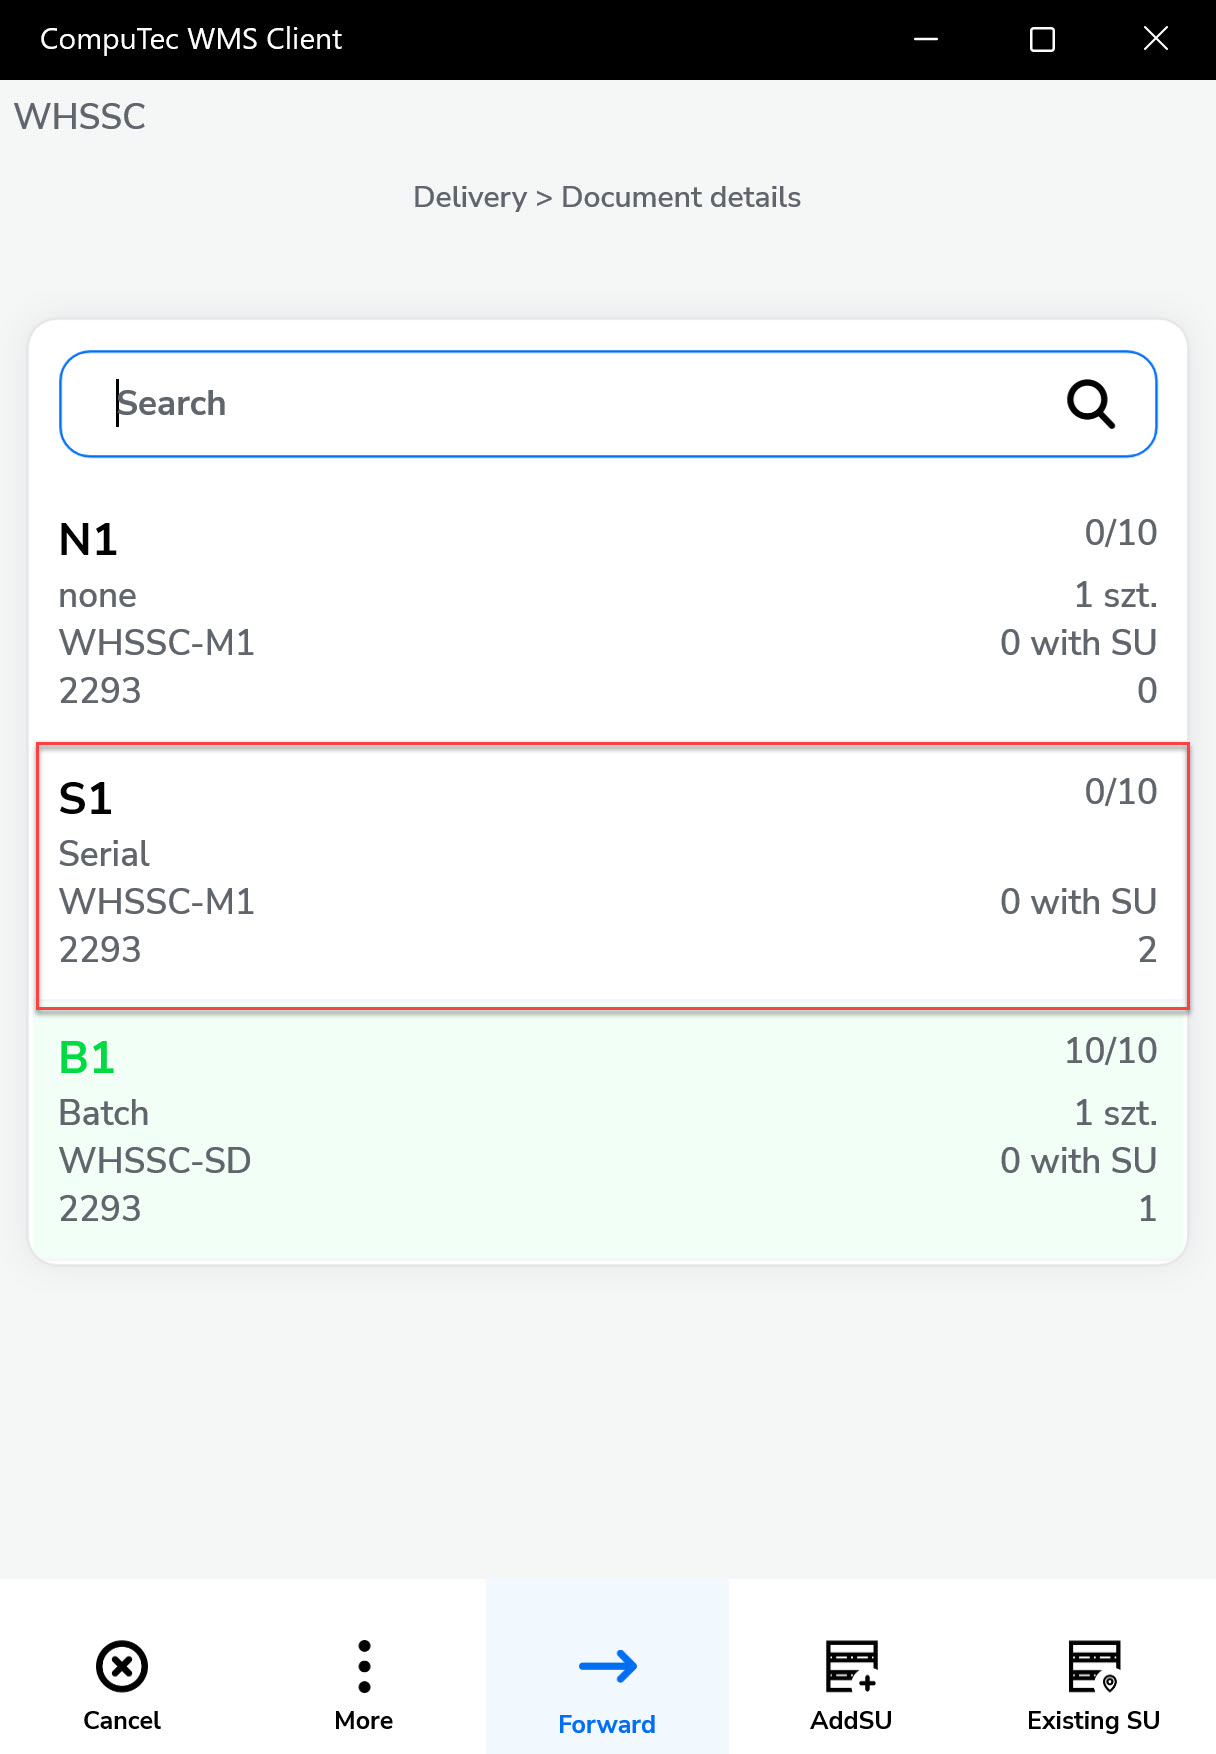 CompuTec WMS Client
WHSSC
Delivery > Document details
Search
N1 0/10
none 1 szt.
WHSSC-M1 0 with SU
2293 0
S1 0/10
Serial
WHSSC-M1 0 with SU
2293 2
B1 10/10
Batch 1 szt.
WHSSC-SD 0 with SU
2293 1
Cancel More Forward AddSU Existing SU